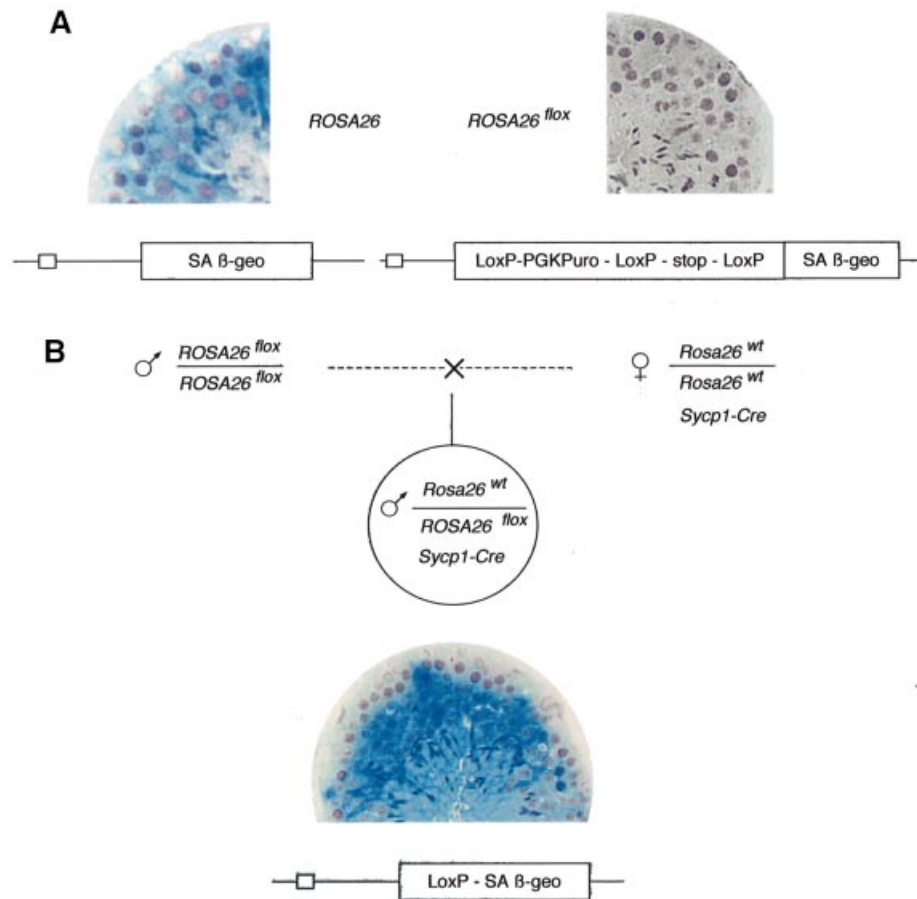 A
ROSA26
ROSA26 flox
SA ß-geo
LoxP-PGKPuro - LoxP - stop - LoxP
SA ß-geo
B
♂ ROSA26 flox
ROSA26 flox
X
♀ Rosa26 wt
Rosa26 wt
Sycp1-Cre
♂ Rosa26 wt
ROSA26 flox
Sycp1-Cre
LoxP - SA ß-geo